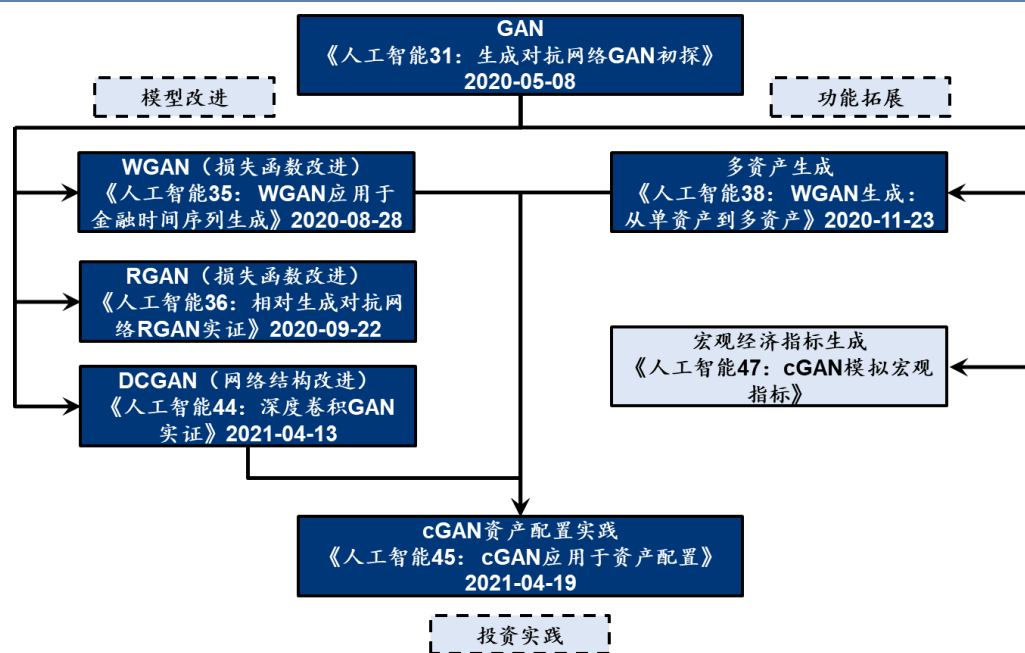 GAN
《人工智能31：生成对抗网络GAN初探》
2020-05-08
模型改进
功能拓展
WGAN（损失函数改进）
《人工智能35： WGAN应用于
金融时间序列生成》2020-08-28
多资产生成
《人工智能38：WGAN生成：
从单资产到多资产》2020-11-23
RGAN（损失函数改进）
《人工智能36：相对生成对抗网
络RGAN实证》2020-09-22
宏观经济指标生成
《人工智能47：cGAN模拟宏观
指标》
DCGAN（网络结构改进）
《人工智能44：深度卷积GAN
实证》2021-04-13
cGAN资产配置实践
《人工智能45： cGAN应用于资产配置》
2021-04-19
投资实践